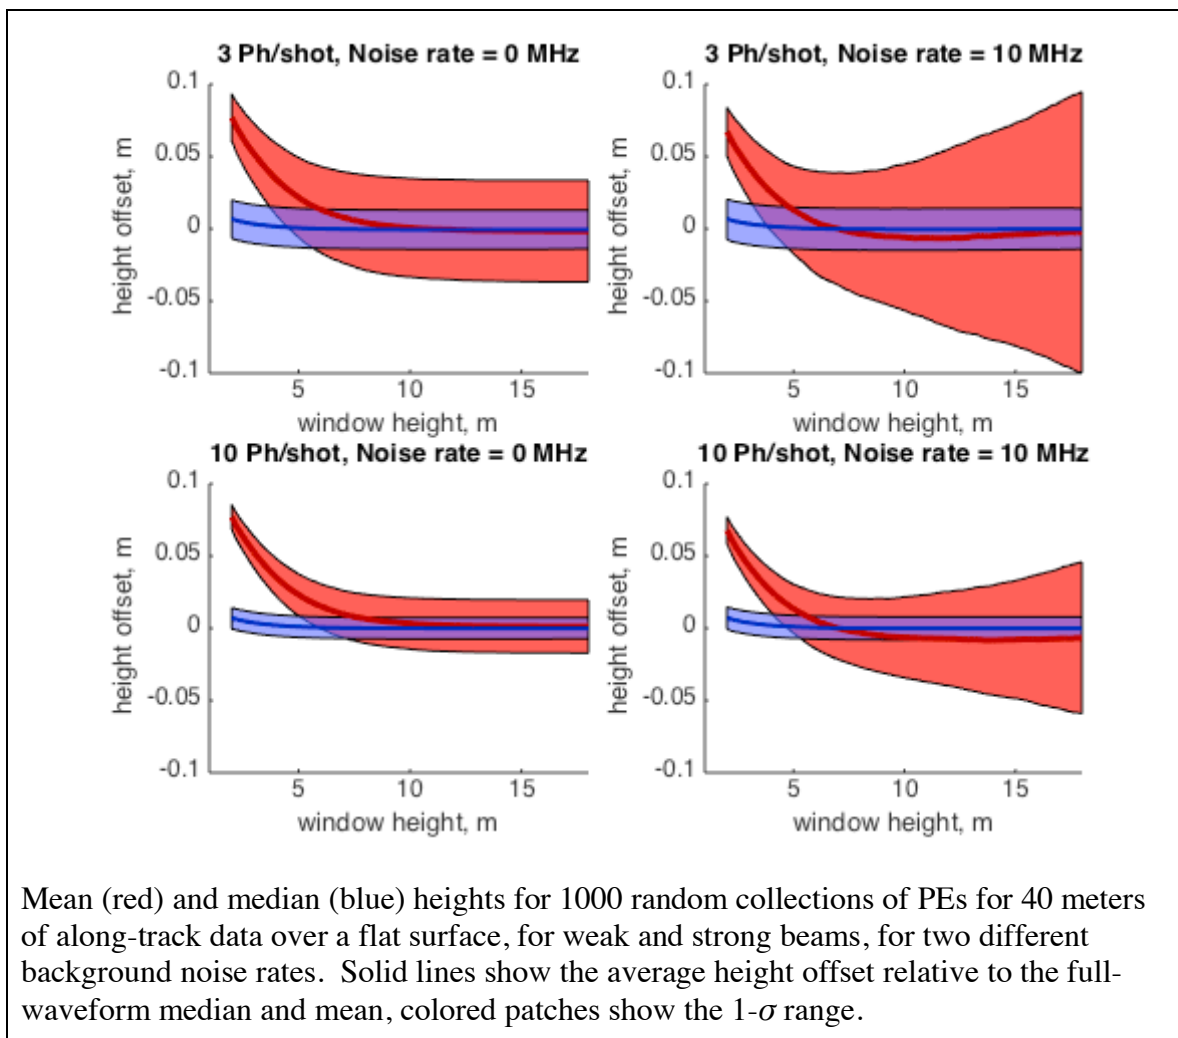 3 Ph/shot, Noise rate = 0 MHz
0.1
0.05
0
-0.05
-0.1
height offset, m
5 10 15
window height, m
3 Ph/shot, Noise rate = 10 MHz
0.1
0.05
0
-0.05
-0.1
height offset, m
5 10 15
window height, m
10 Ph/shot, Noise rate = 0 MHz
0.1
0.05
0
-0.05
-0.1
height offset, m
5 10 15
window height, m
10 Ph/shot, Noise rate = 10 MHz
0.1
0.05
0
-0.05
-0.1
height offset, m
5 10 15
window height, m
Mean (red) and median (blue) heights for 1000 random collections of PEs for 40 meters
of along-track data over a flat surface, for weak and strong beams, for two different
background noise rates.  Solid lines show the average height offset relative to the full-
waveform median and mean, colored patches show the 1-σ range.